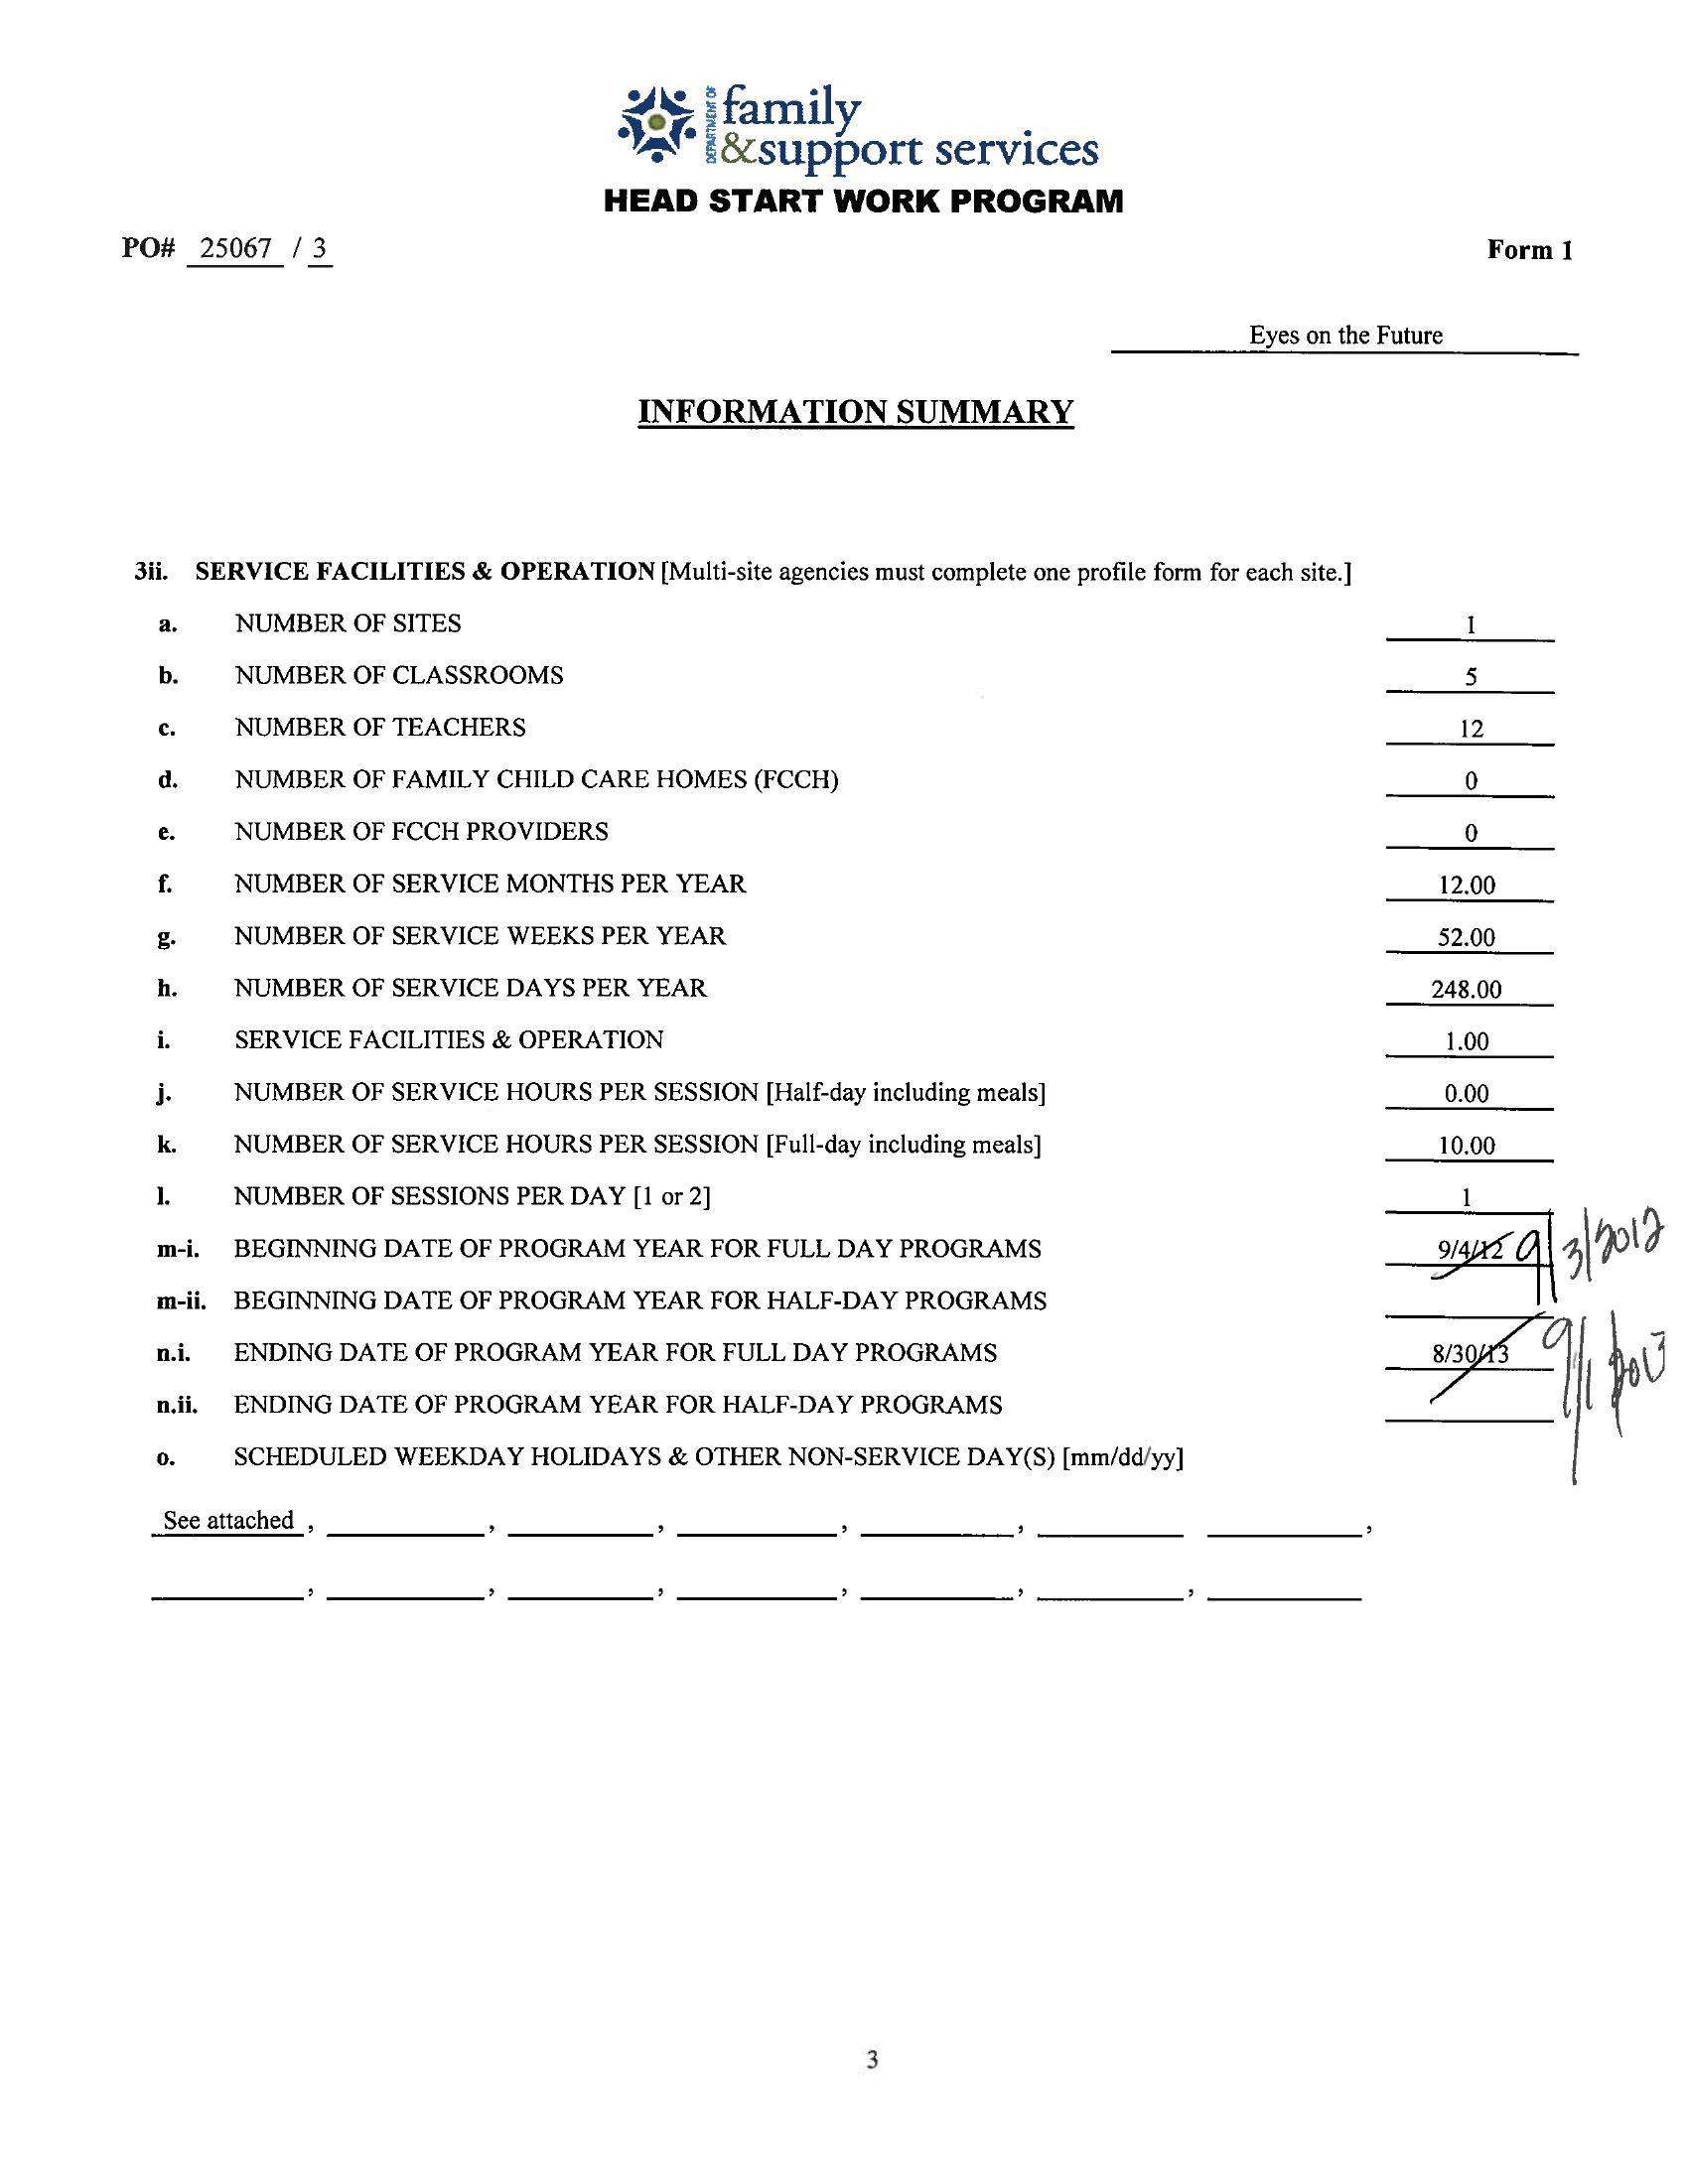 DEPARTMENT OF
family
&support services
HEAD START WORK PROGRAM
PO# 25067 / 3 Form 1
Eyes on the Future
INFORMATION SUMMARY
3ii. SERVICE FACILITIES & OPERATION [Multi-site agencies must complete one profile form for each site.]
a. NUMBER OF SITES 1
b. NUMBER OF CLASSROOMS 5
c. NUMBER OF TEACHERS 12
d. NUMBER OF FAMILY CHILD CARE HOMES (FCCH) 0
e. NUMBER OF FCCH PROVIDERS 0
f. NUMBER OF SERVICE MONTHS PER YEAR 12.00
g. NUMBER OF SERVICE WEEKS PER YEAR 52.00
h. NUMBER OF SERVICE DAYS PER YEAR 248.00
i. SERVICE FACILITIES & OPERATION 1.00
j. NUMBER OF SERVICE HOURS PER SESSION [Half-day including meals] 0.00
k. NUMBER OF SERVICE HOURS PER SESSION [Full-day including meals] 10.00
l. NUMBER OF SESSIONS PER DAY [1 or 2] 1
m-i. BEGINNING DATE OF PROGRAM YEAR FOR FULL DAY PROGRAMS 9/4/12 9/3/2012
m-ii. BEGINNING DATE OF PROGRAM YEAR FOR HALF-DAY PROGRAMS
n.i. ENDING DATE OF PROGRAM YEAR FOR FULL DAY PROGRAMS 8/30/13 9/1/2013
n.ii. ENDING DATE OF PROGRAM YEAR FOR HALF-DAY PROGRAMS
o. SCHEDULED WEEKDAY HOLIDAYS & OTHER NON-SERVICE DAY(S) [mm/dd/yy]
See attached , , , , , ,
, , , , , ,
3